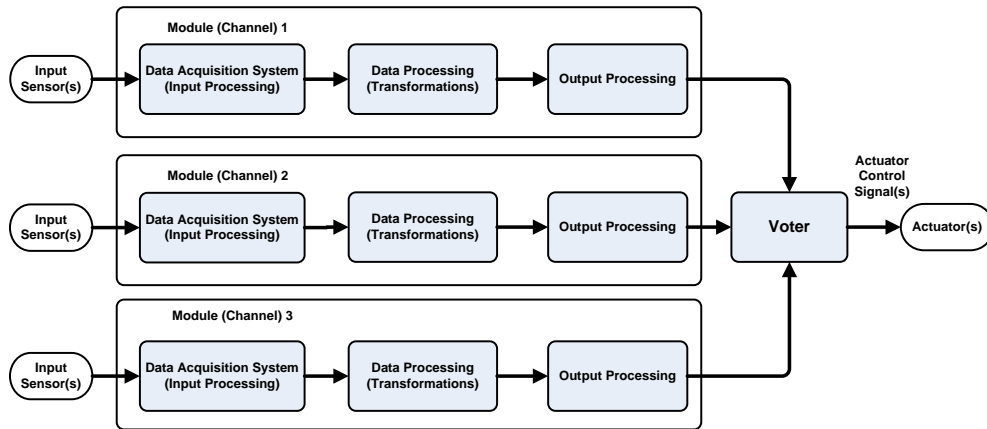 Module (Channel) 1
Input
Sensor(s)
Data Acquisition System
(Input Processing)
Data Processing
(Transformations)
Output Processing
Module (Channel) 2
Input
Sensor(s)
Data Acquisition System
(Input Processing)
Data Processing
(Transformations)
Output Processing
Voter
Actuator
Control
Signal(s)
Actuator(s)
Module (Channel) 3
Input
Sensor(s)
Data Acquisition System
(Input Processing)
Data Processing
(Transformations)
Output Processing